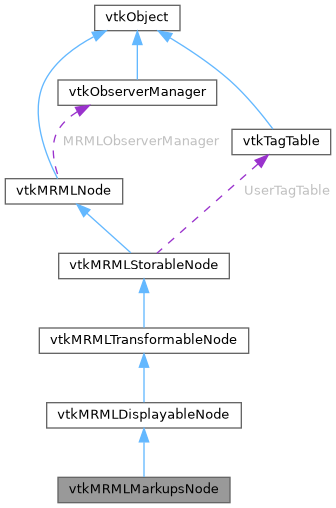 vtkObject
vtkObserverManager
MRMLObserverManager
vtkTagTable
vtkMRMLNode
UserTagTable
vtkMRMLStorableNode
vtkMRMLTransformableNode
vtkMRMLDisplayableNode
vtkMRMLMarkupsNode